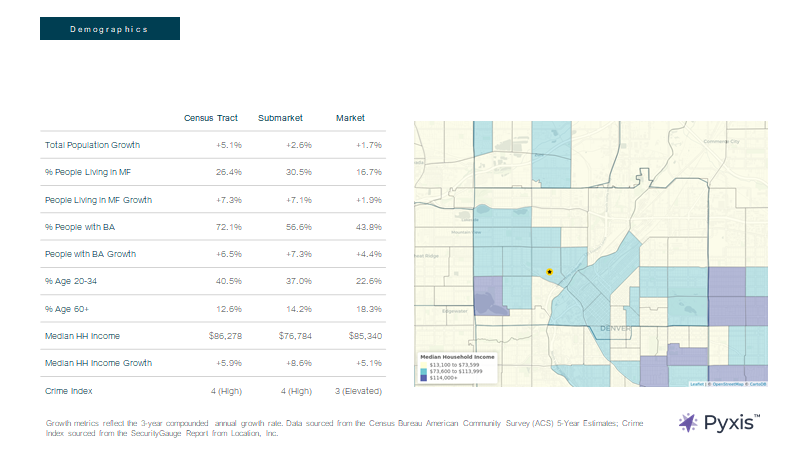 Demographics
Census Tract Submarket Market
Total Population Growth +5.1% +2.6% +1.7%
% People Living in MF 26.4% 30.5% 16.7%
People Living in MF Growth +7.3% +7.1% +1.9%
% People with BA 72.1% 56.6% 43.8%
People with BA Growth +6.5% +7.3% +4.4%
% Age 20-34 40.5% 37.0% 22.6%
% Age 60+ 12.6% 14.2% 18.3%
Median HH Income $86,278 $76,784 $85,340
Median HH Income Growth +5.9% +8.6% +5.1%
Crime Index 4 (High) 4 (High) 3 (Elevated)
Commerce City
Mountain View
heat Ridge
Edgewater
DENVER
Median Household Income
$13,100 to $73,599
$73,600 to $113,999
$114,000+
Leaflet | © OpenStreetMap © CartoDB
Growth metrics reflect the 3-year compounded annual growth rate. Data sourced from the Census Bureau American Community Survey (ACS) 5-Year Estimates; Crime
Index sourced from the SecurityGauge Report from Location, Inc.
Pyxis™